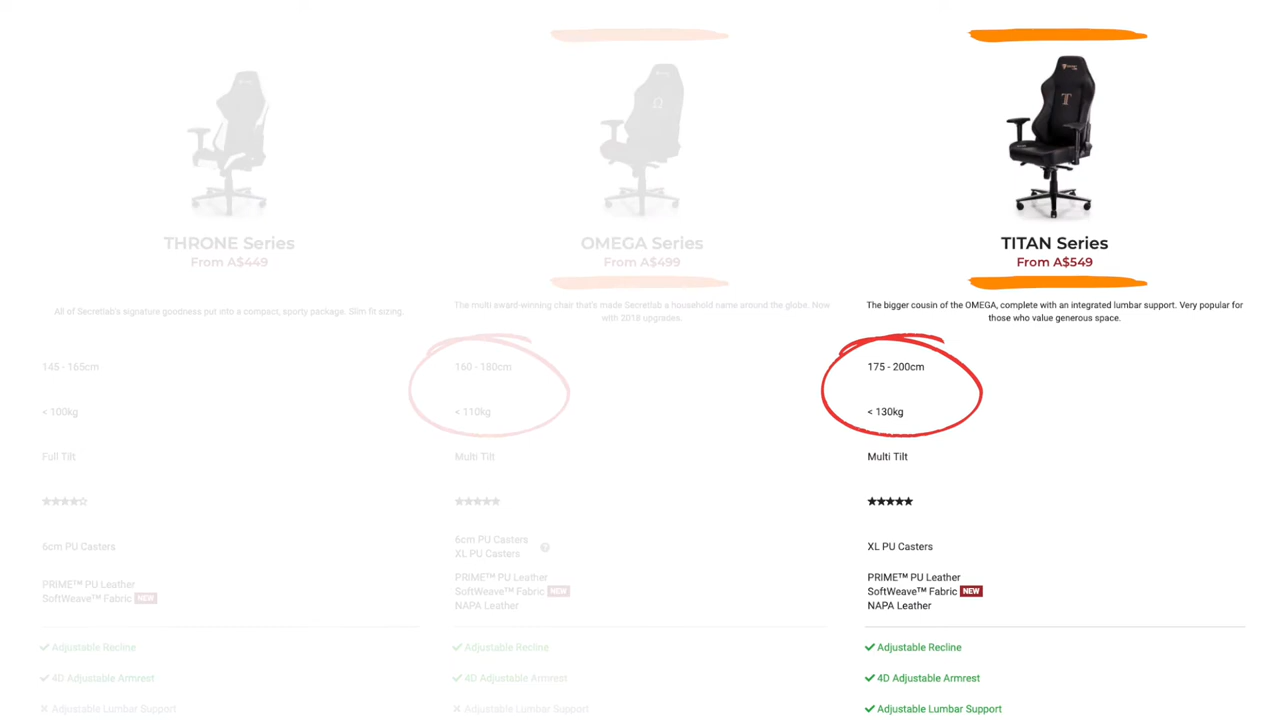 THRONE Series
From A$449
All of Secretlab's signature goodness put into a compact, sporty package. Slim fit sizing.
145 - 165cm
< 100kg
Full Tilt
★★★★☆
6cm PU Casters
PRIME™ PU Leather
SoftWeave™ Fabric NEW
Adjustable Recline
4D Adjustable Armrest
Adjustable Lumbar Support
OMEGA Series
From A$499
The multi award-winning chair that's made Secretlab a household name around the globe. Now
with 2018 upgrades.
160 - 180cm
< 110kg
Multi Tilt
★★★★★
6cm PU Casters
XL PU Casters
PRIME™ PU Leather
SoftWeave™ Fabric NEW
NAPA Leather
Adjustable Recline
4D Adjustable Armrest
Adjustable Lumbar Support
T
TITAN Series
From A$549
The bigger cousin of the OMEGA, complete with an integrated lumbar support. Very popular for
those who value generous space.
175 - 200cm
< 130kg
Multi Tilt
★★★★★
XL PU Casters
PRIME™ PU Leather
SoftWeave™ Fabric NEW
NAPA Leather
Adjustable Recline
4D Adjustable Armrest
Adjustable Lumbar Support